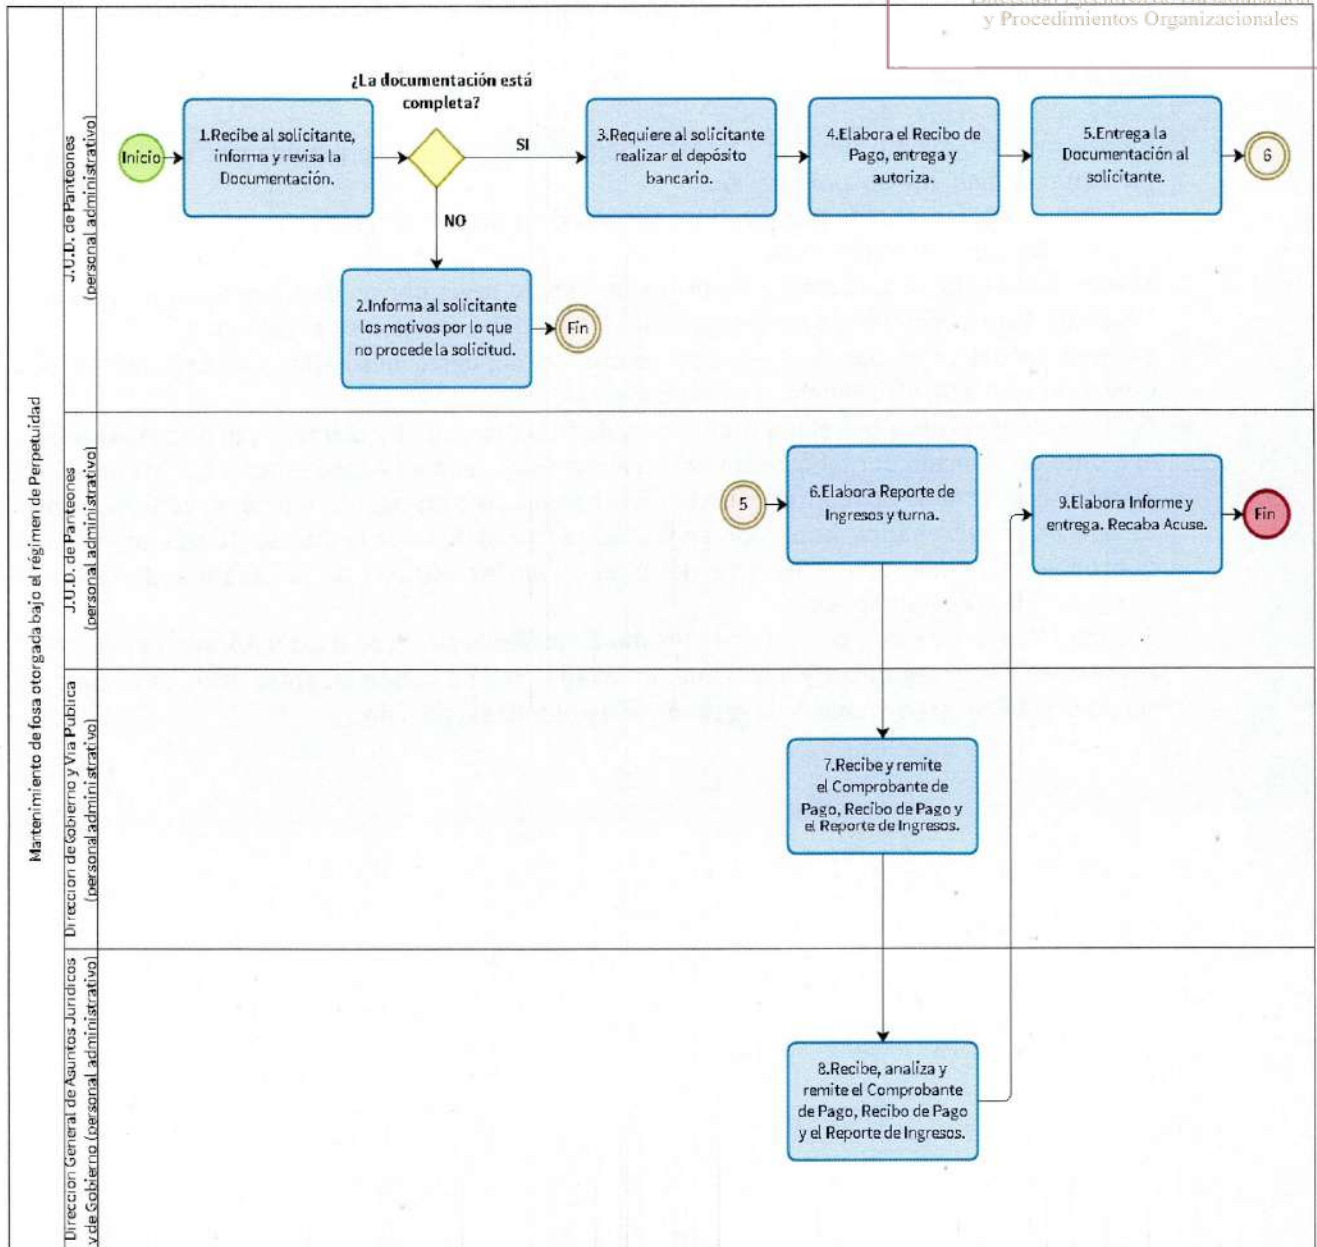 y Procedimientos Organizacionales
Mantenimiento de fosa otorgada bajo el régimen de Perpetuidad
J.U.D. de Panteones
(personal administrativo)
Inicio
1.Recibe al solicitante,
informa y revisa la
Documentación.
¿La documentación está
completa?
SI
NO
2.Informa al solicitante
los motivos por lo que
no procede la solicitud.
Fin
3.Requiere al solicitante
realizar el depósito
bancario.
4.Elabora el Recibo de
Pago, entrega y
autoriza.
5.Entrega la
Documentación al
solicitante.
6
J.U.D. de Panteones
(personal administrativo)
5
6.Elabora Reporte de
Ingresos y turna.
9.Elabora Informe y
entrega. Recaba Acuse.
Fin
Direccion de Gobierno y Via Publica
(personal administrativo)
7.Recibe y remite
el Comprobante de
Pago, Recibo de Pago y
el Reporte de Ingresos.
Direccion General de Asuntos Juridicos
y de Gobierno (personal administrativo)
8.Recibe, analiza y
remite el Comprobante
de Pago, Recibo de Pago
y el Reporte de Ingresos.